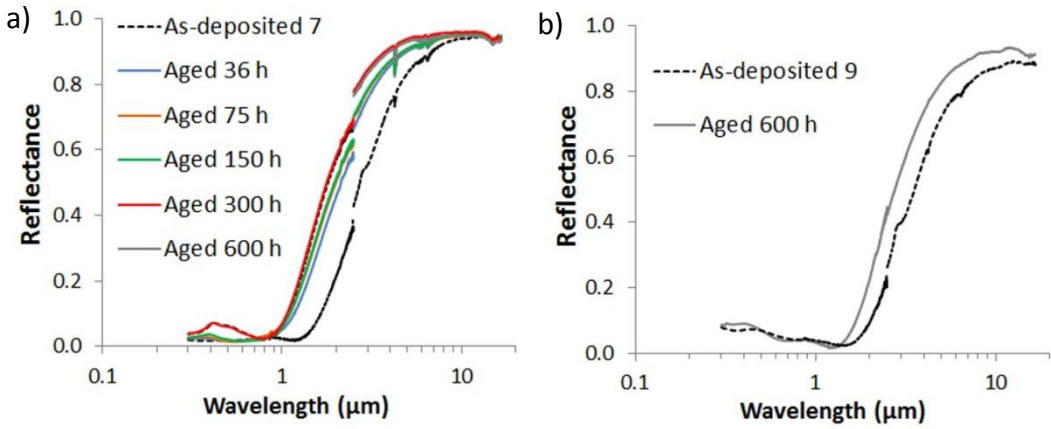 a)
1.0
0.8
0.6
0.4
0.2
0.0
Reflectance
As-deposited 7
Aged 36 h
Aged 75 h
Aged 150 h
Aged 300 h
Aged 600 h
0.1
1
10
Wavelength (µm)
b)
1.0
0.8
0.6
0.4
0.2
0.0
Reflectance
As-deposited 9
Aged 600 h
0.1
1
10
Wavelength (µm)